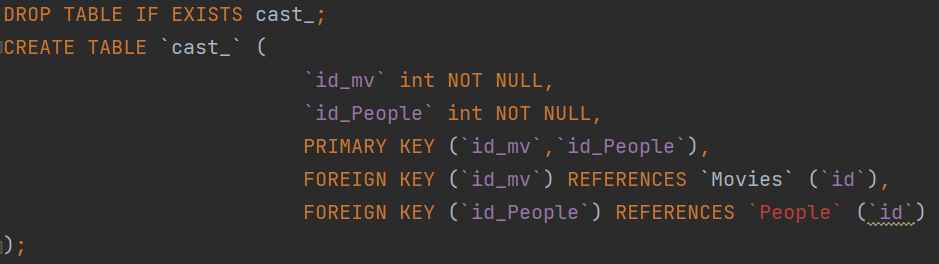 DROP TABLE IF EXISTS cast_;
CREATE TABLE `cast_` (
`id_mv` int NOT NULL,
`id_People` int NOT NULL,
PRIMARY KEY (`id_mv`,`id_People`),
FOREIGN KEY (`id_mv`) REFERENCES `Movies` (`id`),
FOREIGN KEY (`id_People`) REFERENCES `People` (`id`)
);